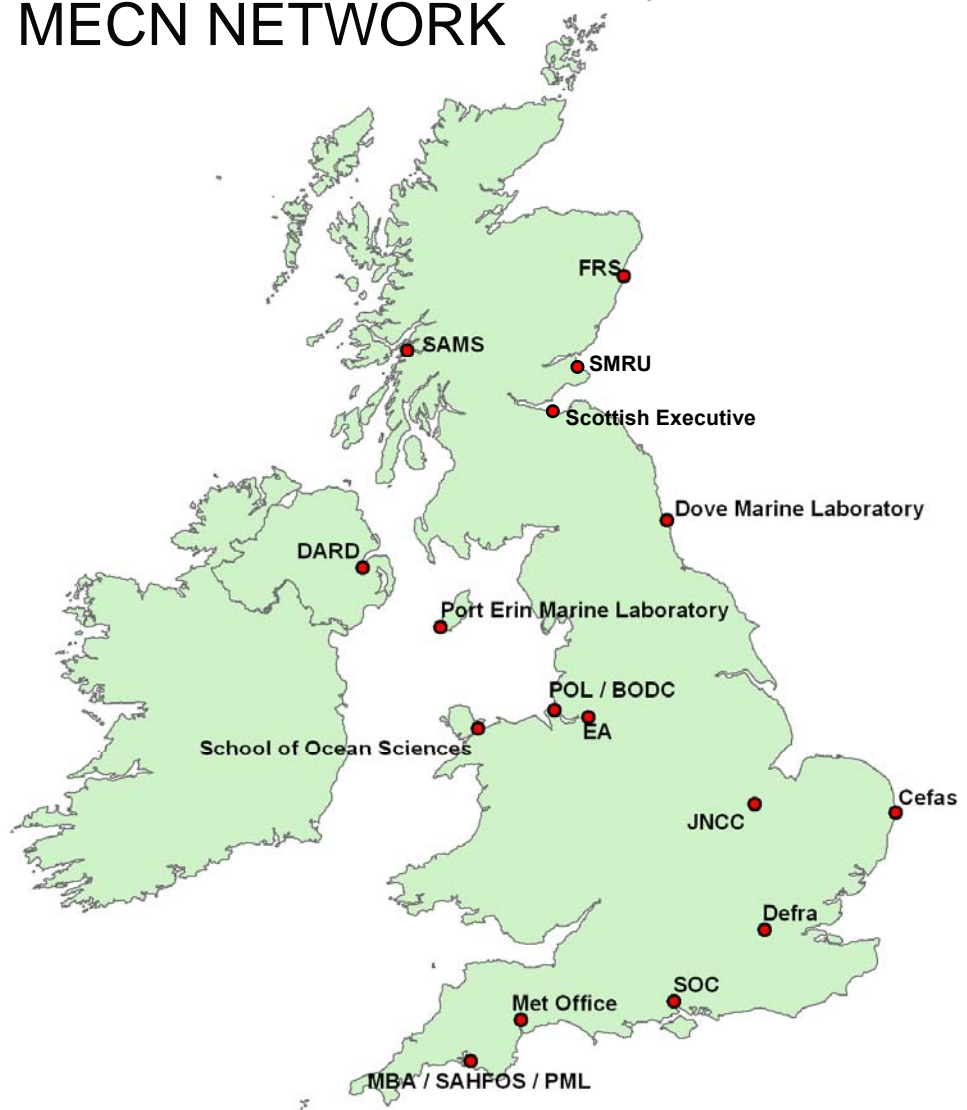 MECN NETWORK
FRS
SAMS
SMRU
Scottish Executive
Dove Marine Laboratory
DARD
Port Erin Marine Laboratory
POL / BODC
EA
School of Ocean Sciences
Cefas
JNCC
Defra
SOC
Met Office
MBA / SAHFOS / PML